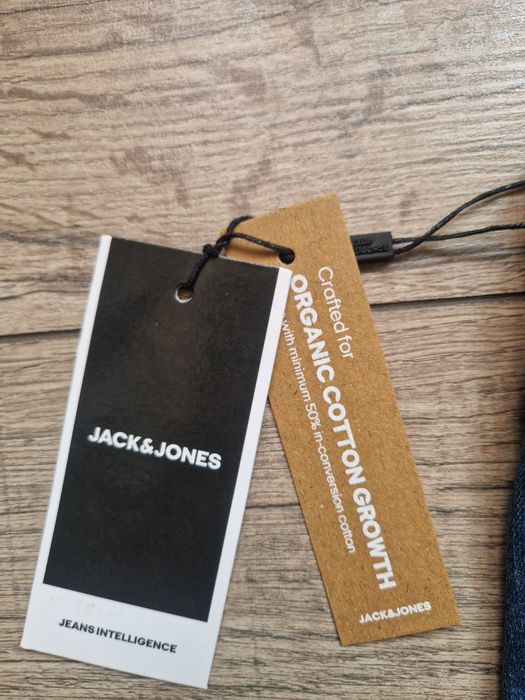 JACK&JONES
JEANS INTELLIGENCE
Crafted for
ORGANIC COTTON GROWTH
with minimum 50% in-conversion cotton
JACK&JONES